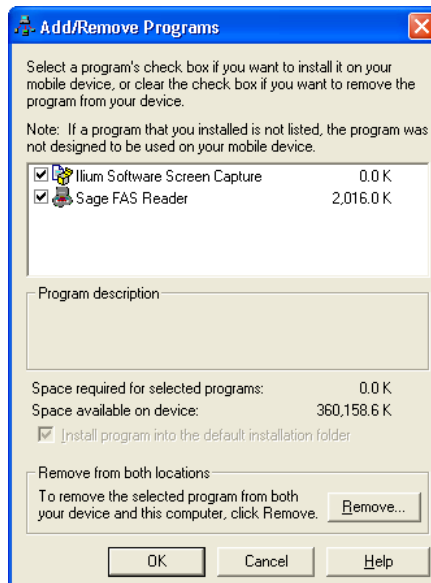 Add/Remove Programs
Select a program's check box if you want to install it on your
mobile device, or clear the check box if you want to remove the
program from your device.
Note: If a program that you installed is not listed, the program was
not designed to be used on your mobile device.
Ilium Software Screen Capture 0.0 K
Sage FAS Reader 2,016.0 K
Program description
Space required for selected programs: 0.0 K
Space available on device: 360,158.6 K
Install program into the default installation folder
Remove from both locations
To remove the selected program from both
your device and this computer, click Remove.
Remove...
OK Cancel Help